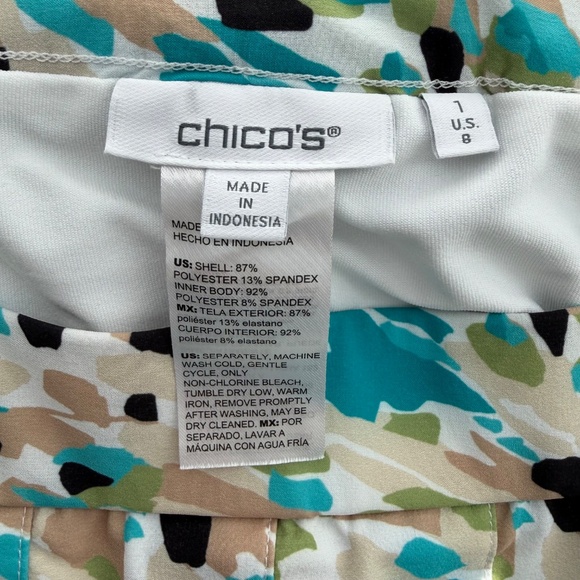 chico's®
1
U.S.
8
MADE
IN
INDONESIA
MADE
HECHO EN INDONESIA
US: SHELL: 87%
POLYESTER 13% SPANDEX
INNER BODY: 92%
POLYESTER 8% SPANDEX
MX: TELA EXTERIOR: 87%
poliéster 13% elastano
CUERPO INTERIOR: 92%
poliéster 8% elastano
US: SEPARATELY, MACHINE
WASH COLD, GENTLE
CYCLE, ONLY
NON-CHLORINE BLEACH,
TUMBLE DRY LOW, WARM
IRON, REMOVE PROMPTLY
AFTER WASHING, MAY BE
DRY CLEANED. MX: POR
SEPARADO, LAVAR A
MÁQUINA CON AGUA FRÍA